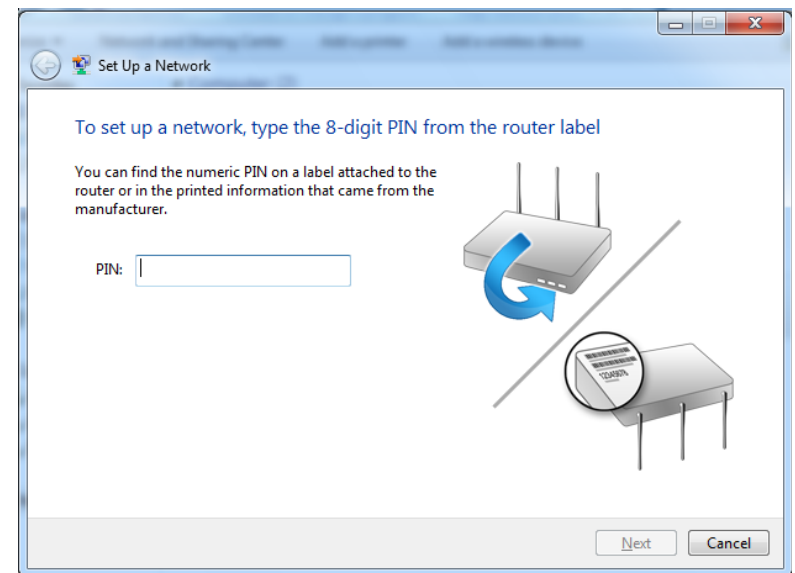 Set Up a Network
To set up a network, type the 8-digit PIN from the router label
You can find the numeric PIN on a label attached to the
router or in the printed information that came from the
manufacturer.
PIN:
12345678
Next
Cancel